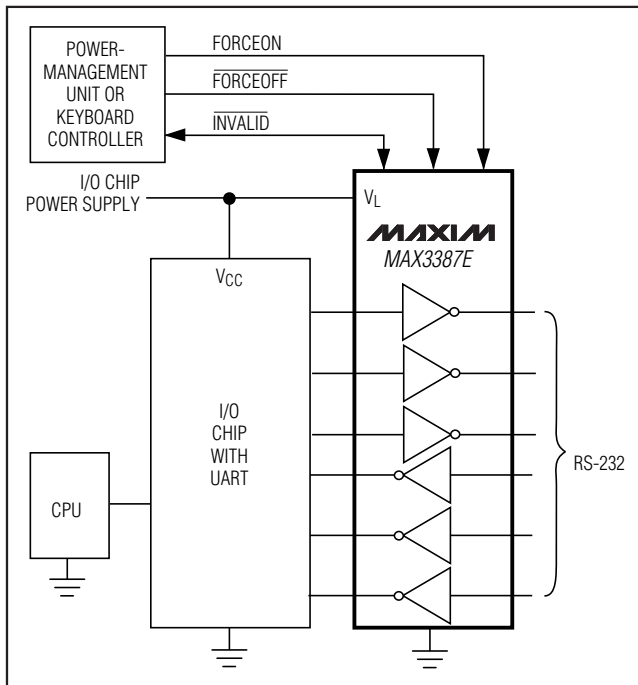 POWER-
MANAGEMENT
UNIT OR
KEYBOARD
CONTROLLER
FORCEON
FORCEOFF
INVALID
I/O CHIP
POWER SUPPLY
VL
MAXIM
MAX3387E
VCC
I/O
CHIP
WITH
UART
CPU
RS-232